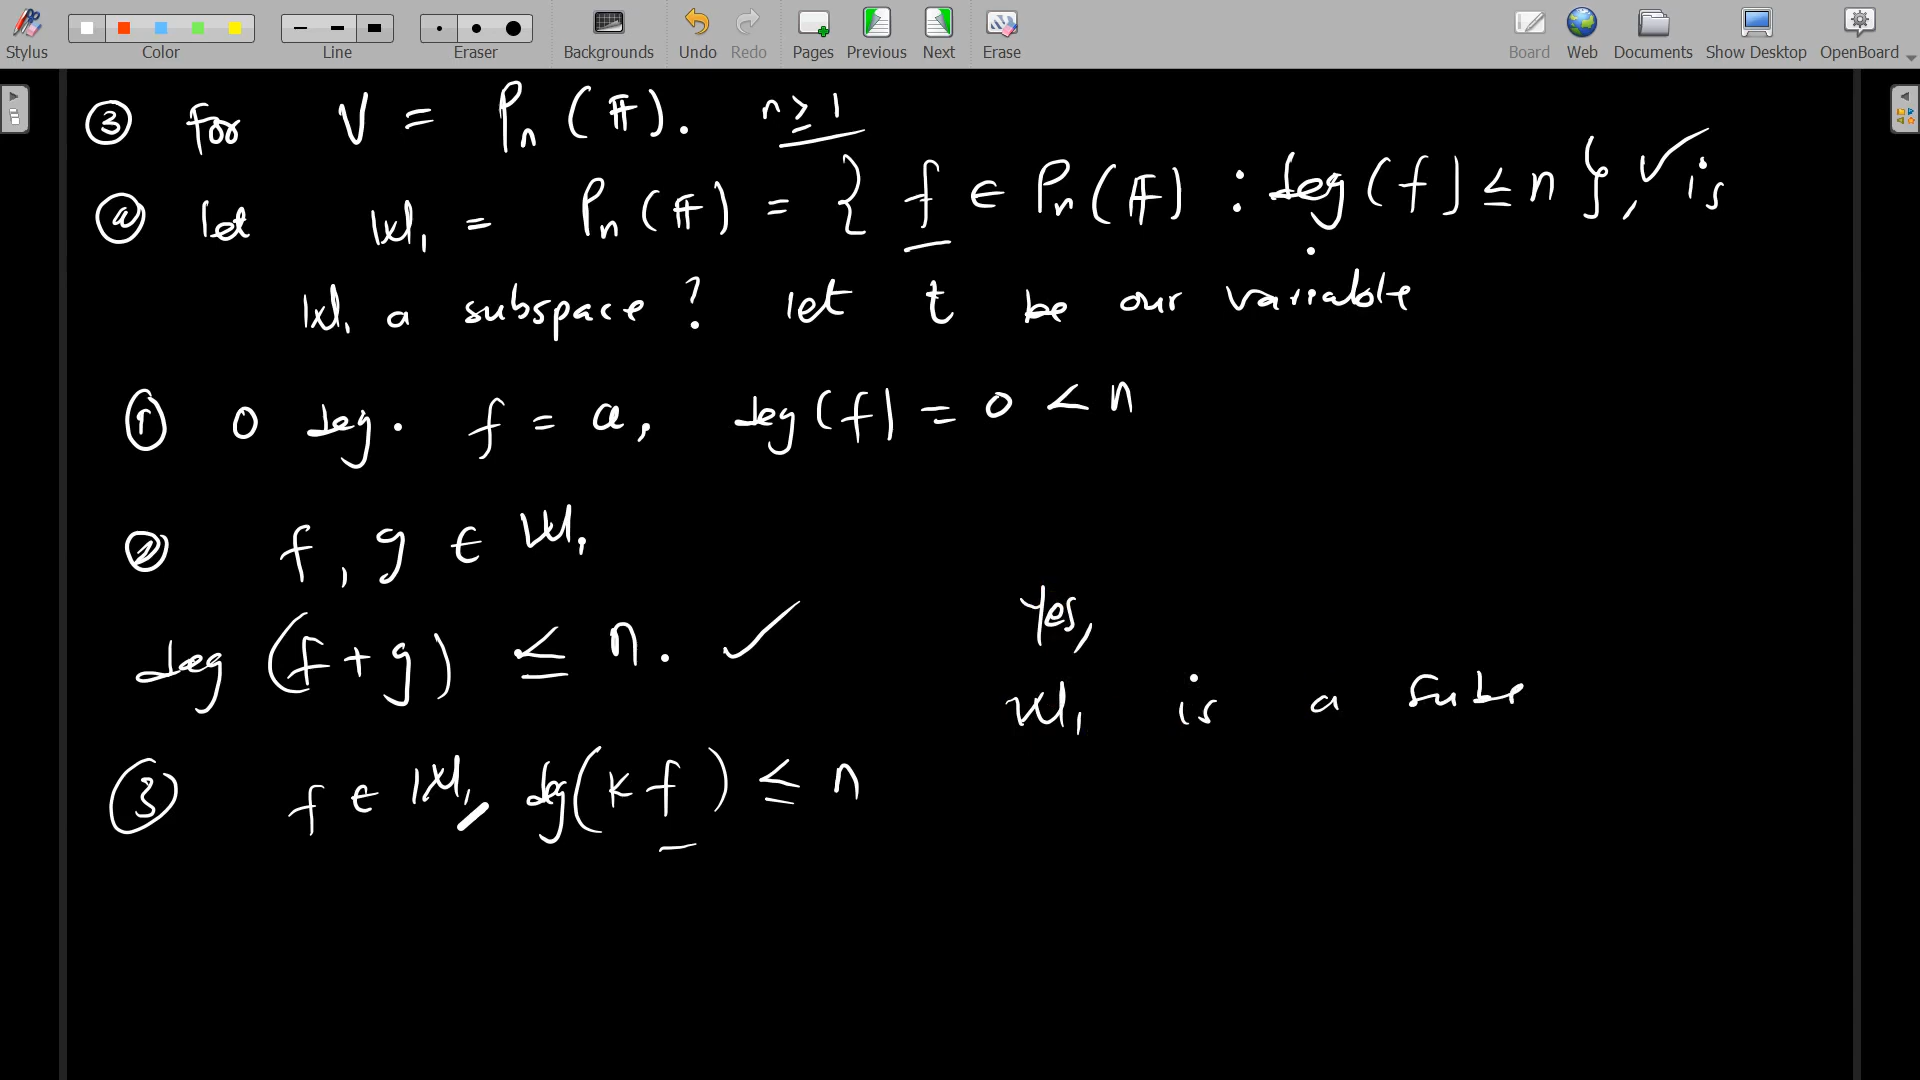 Stylus Color Line Eraser Backgrounds Undo Redo Pages Previous Next Erase Board Web Documents Show Desktop OpenBoard
③ For V = Pₙ(𝔽). n ≥ 1
ⓐ let W₁ = Pₙ(𝔽) = { f ∈ Pₙ(𝔽) : deg(f) ≤ n }, ✓ is
W₁ a subspace? let t be our variable
① 0 deg. f = a, deg(f) = 0 < n
② f, g ∈ W₁
deg (f+g) ≤ n. ✓
Yes,
W₁ is a subs
③ f ∈ W₁, deg(kf) ≤ n